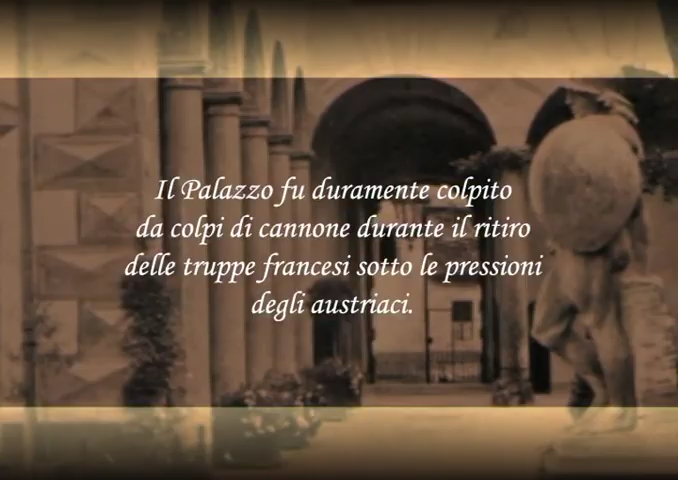 Il Palazzo fu duramente colpito
da colpi di cannone durante il ritiro
delle truppe francesi sotto le pressioni
degli austriaci.